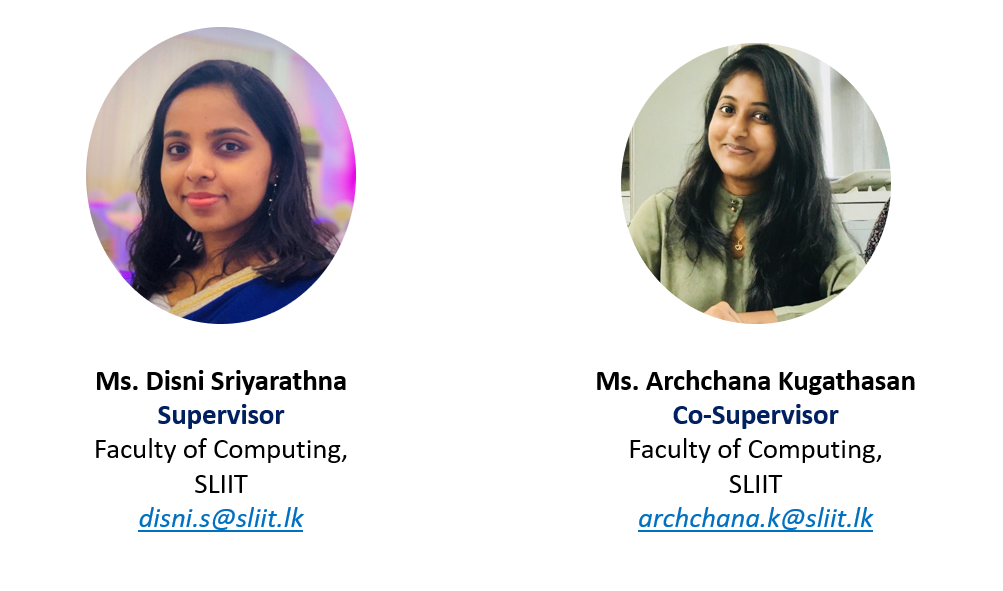 Ms. Disni Sriyarathna
Supervisor
Faculty of Computing,
SLIIT
disni.s@sliit.lk
Ms. Archchana Kugathasan
Co-Supervisor
Faculty of Computing,
SLIIT
archchana.k@sliit.lk